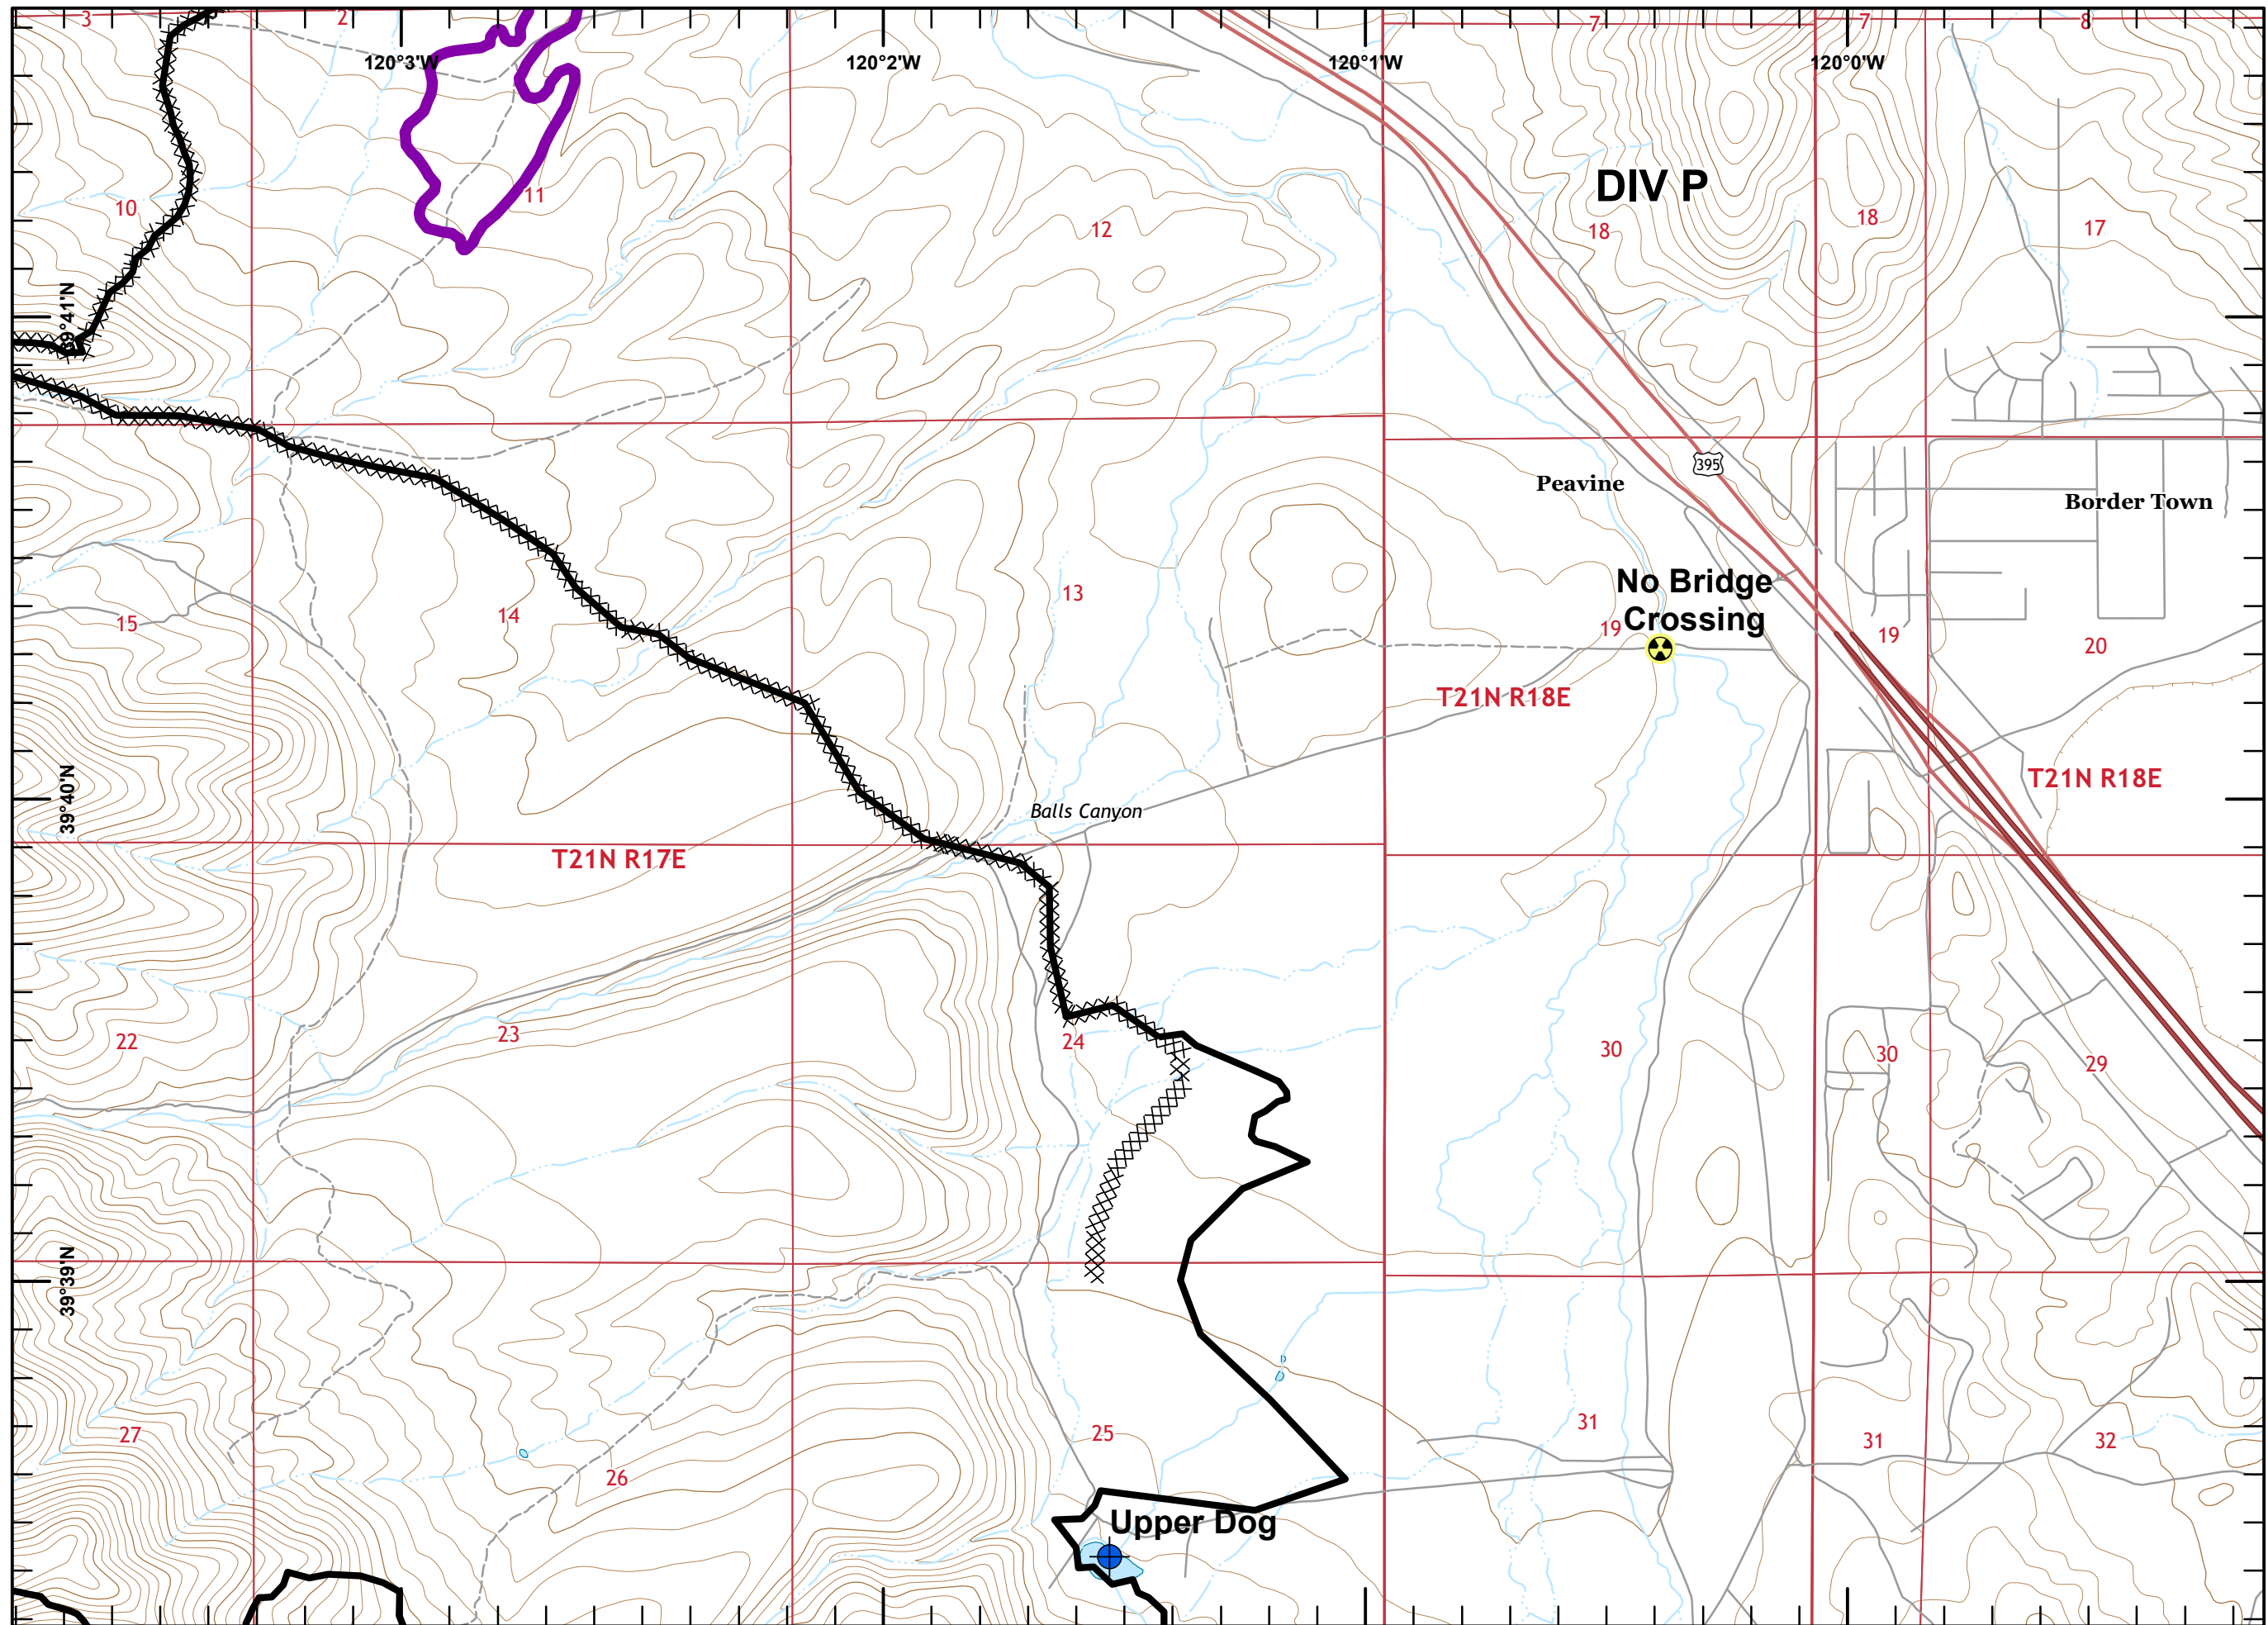 3
2
7
7
8
120°3'W
120°2'W
120°1'W
120°0'W
DIV P
10
11
12
18
18
17
39°41'N
395
Peavine
Border Town
No Bridge
Crossing
15
14
13
19
19
20
T21N R18E
T21N R18E
39°40'N
Balls Canyon
T21N R17E
22
23
24
30
30
29
39°39'N
27
26
25
31
31
32
Upper Dog